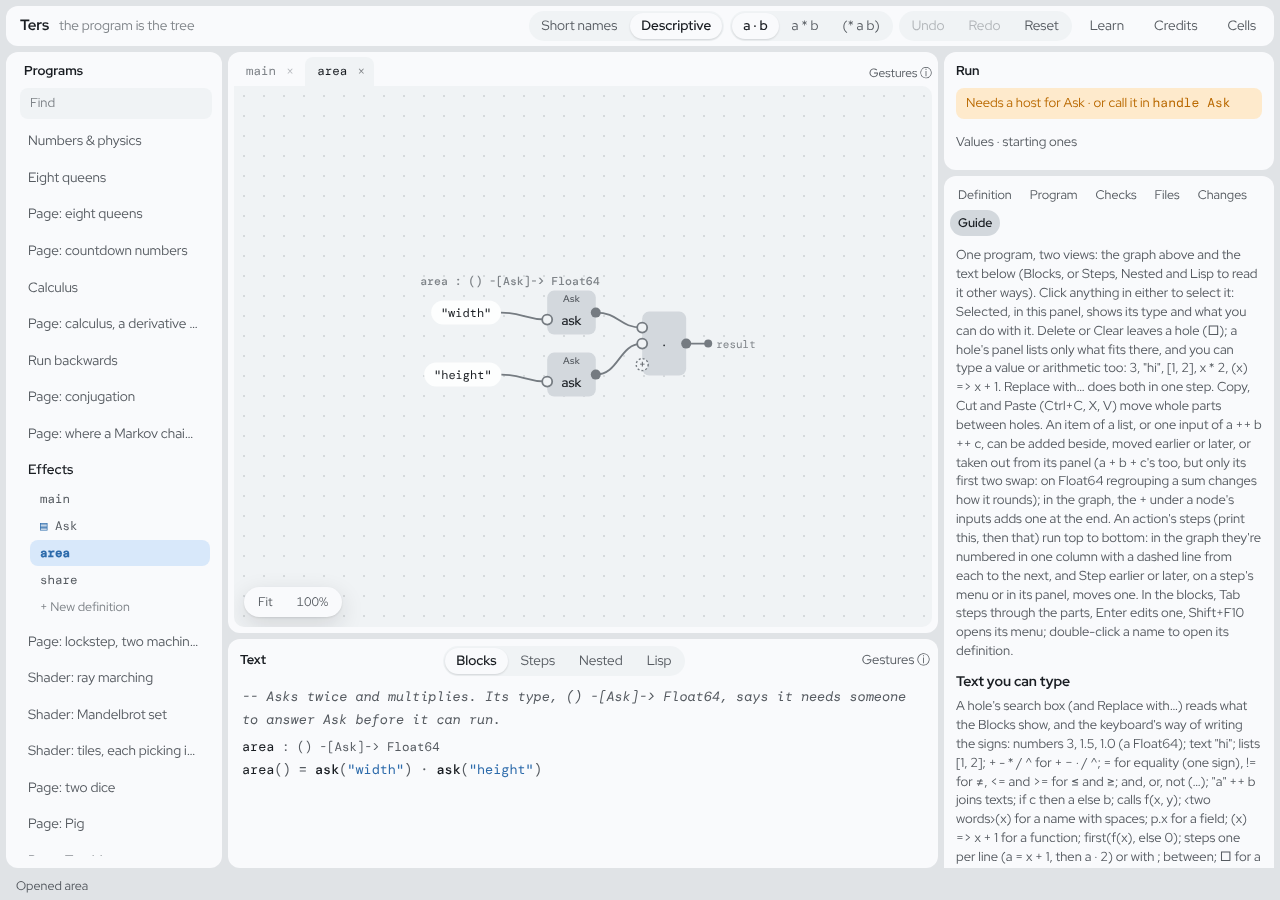 Ters the program is the tree
Short names Descriptive a · b a * b (* a b) Undo Redo Reset Learn Credits Cells
Programs
Find
Numbers & physics
Eight queens
Page: eight queens
Page: countdown numbers
Calculus
Page: calculus, a derivative ...
Run backwards
Page: conjugation
Page: where a Markov chai...
Effects
main
Ask
area
share
+ New definition
Page: lockstep, two machin...
Shader: ray marching
Shader: Mandelbrot set
Shader: tiles, each picking i...
Page: two dice
Page: Pig
main × area × Gestures ⓘ
area : () -[Ask]-> Float64
"width"
Ask
ask
"height"
Ask
ask
·
+
result
Fit 100%
Text Blocks Steps Nested Lisp Gestures ⓘ
-- Asks twice and multiplies. Its type, () -[Ask]-> Float64, says it needs someone
to answer Ask before it can run.
area : () -[Ask]-> Float64
area() = ask("width") · ask("height")
Run
Needs a host for Ask · or call it in handle Ask
Values · starting ones
Definition Program Checks Files Changes
Guide
One program, two views: the graph above and the
text below (Blocks, or Steps, Nested and Lisp to read
it other ways). Click anything in either to select it:
Selected, in this panel, shows its type and what you
can do with it. Delete or Clear leaves a hole (☐); a
hole's panel lists only what fits there, and you can
type a value or arithmetic too: 3, "hi", [1, 2], x * 2, (x)
=> x + 1. Replace with... does both in one step. Copy,
Cut and Paste (Ctrl+C, X, V) move whole parts
between holes. An item of a list, or one input of a ++ b
++ c, can be added beside, moved earlier or later, or
taken out from its panel (a + b + c's too, but only its
first two swap: on Float64 regrouping a sum changes
how it rounds); in the graph, the + under a node's
inputs adds one at the end. An action's steps (print
this, then that) run top to bottom: in the graph they're
numbered in one column with a dashed line from
each to the next, and Step earlier or later, on a step's
menu or in its panel, moves one. In the blocks, Tab
steps through the parts, Enter edits one, Shift+F10
opens its menu; double-click a name to open its
definition.
Text you can type
A hole's search box (and Replace with...) reads what
the Blocks show, and the keyboard's way of writing
the signs: numbers 3, 1.5, 1.0 (a Float64); text "hi"; lists
[1, 2]; + - * / ^ for + − · / ^; = for equality (one sign), !=
for ≠, <= and >= for ≤ and ≥; and, or, not (...); "a" ++ b
joins texts; if c then a else b; calls f(x, y); ‹two
words›(x) for a name with spaces; p.x for a field; (x)
=> x + 1 for a function; first(f(x), else 0); steps one
per line (a = x + 1, then a · 2) or with ; between; ☐ for a
Opened area